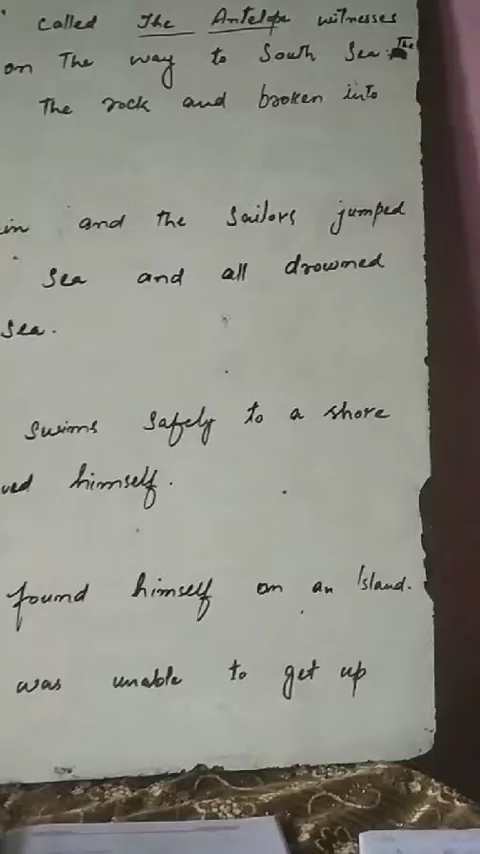 called The Antelope witnesses
on The way to South Sea. The
The rock and broken into
in and the Sailors jumped
Sea and all drowned
Sea.
Swims safely to a shore
ved himself.
found himself on an Island.
was unable to get up